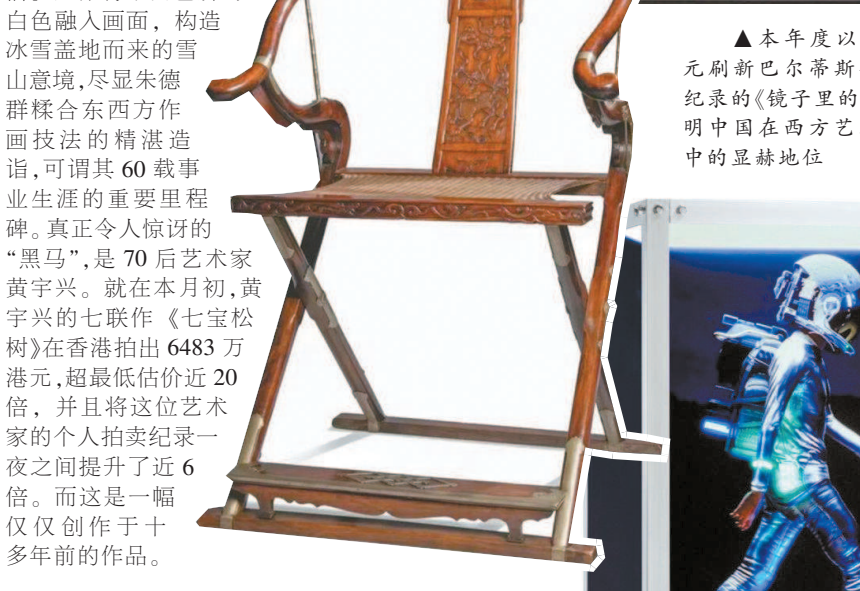 白色融入画面，构造
冰雪盖地而来的雪
山意境,尽显朱德
群糅合东西方作
画技法的精湛造
诣,可谓其 60 载事
业生涯的重要里程
碑。真正令人惊讶的
“黑马”,是 70 后艺术家
黄宇兴。就在本月初,黄
宇兴的七联作《七宝松
树》在香港拍出 6483 万
港元,超最低估价近 20
倍，并且将这位艺术
家的个人拍卖纪录一
夜之间提升了近 6
倍。而这是一幅
仅仅创作于十
多年前的作品。
▲本年度以
元刷新巴尔蒂斯
纪录的《镜子里的
明中国在西方艺
中的显赫地位